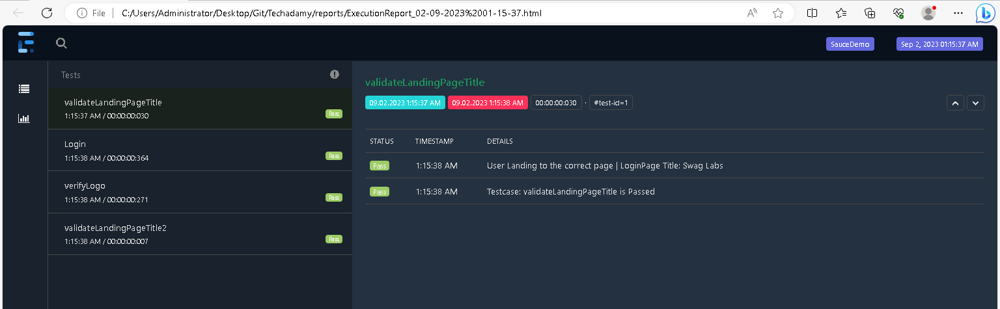 File C:/Users/Administrator/Desktop/Git/Techadamy/reports/ExecutionReport_02-09-2023%2001-15-37.html
SauceDemo Sep 2, 2023 01:15:37 AM
Tests
validateLandingPageTitle
1:15:37 AM / 00:00:00:030
Pass
Login
1:15:38 AM / 00:00:00:364
Pass
verifyLogo
1:15:38 AM / 00:00:00:271
Pass
validateLandingPageTitle2
1:15:38 AM / 00:00:00:007
Pass
validateLandingPageTitle
09.02.2023 1:15:37 AM 09.02.2023 1:15:38 AM 00:00:00:030 · #test-id=1
STATUS TIMESTAMP DETAILS
Pass 1:15:38 AM User Landing to the correct page | LoginPage Title: Swag Labs
Pass 1:15:38 AM Testcase: validateLandingPageTitle is Passed